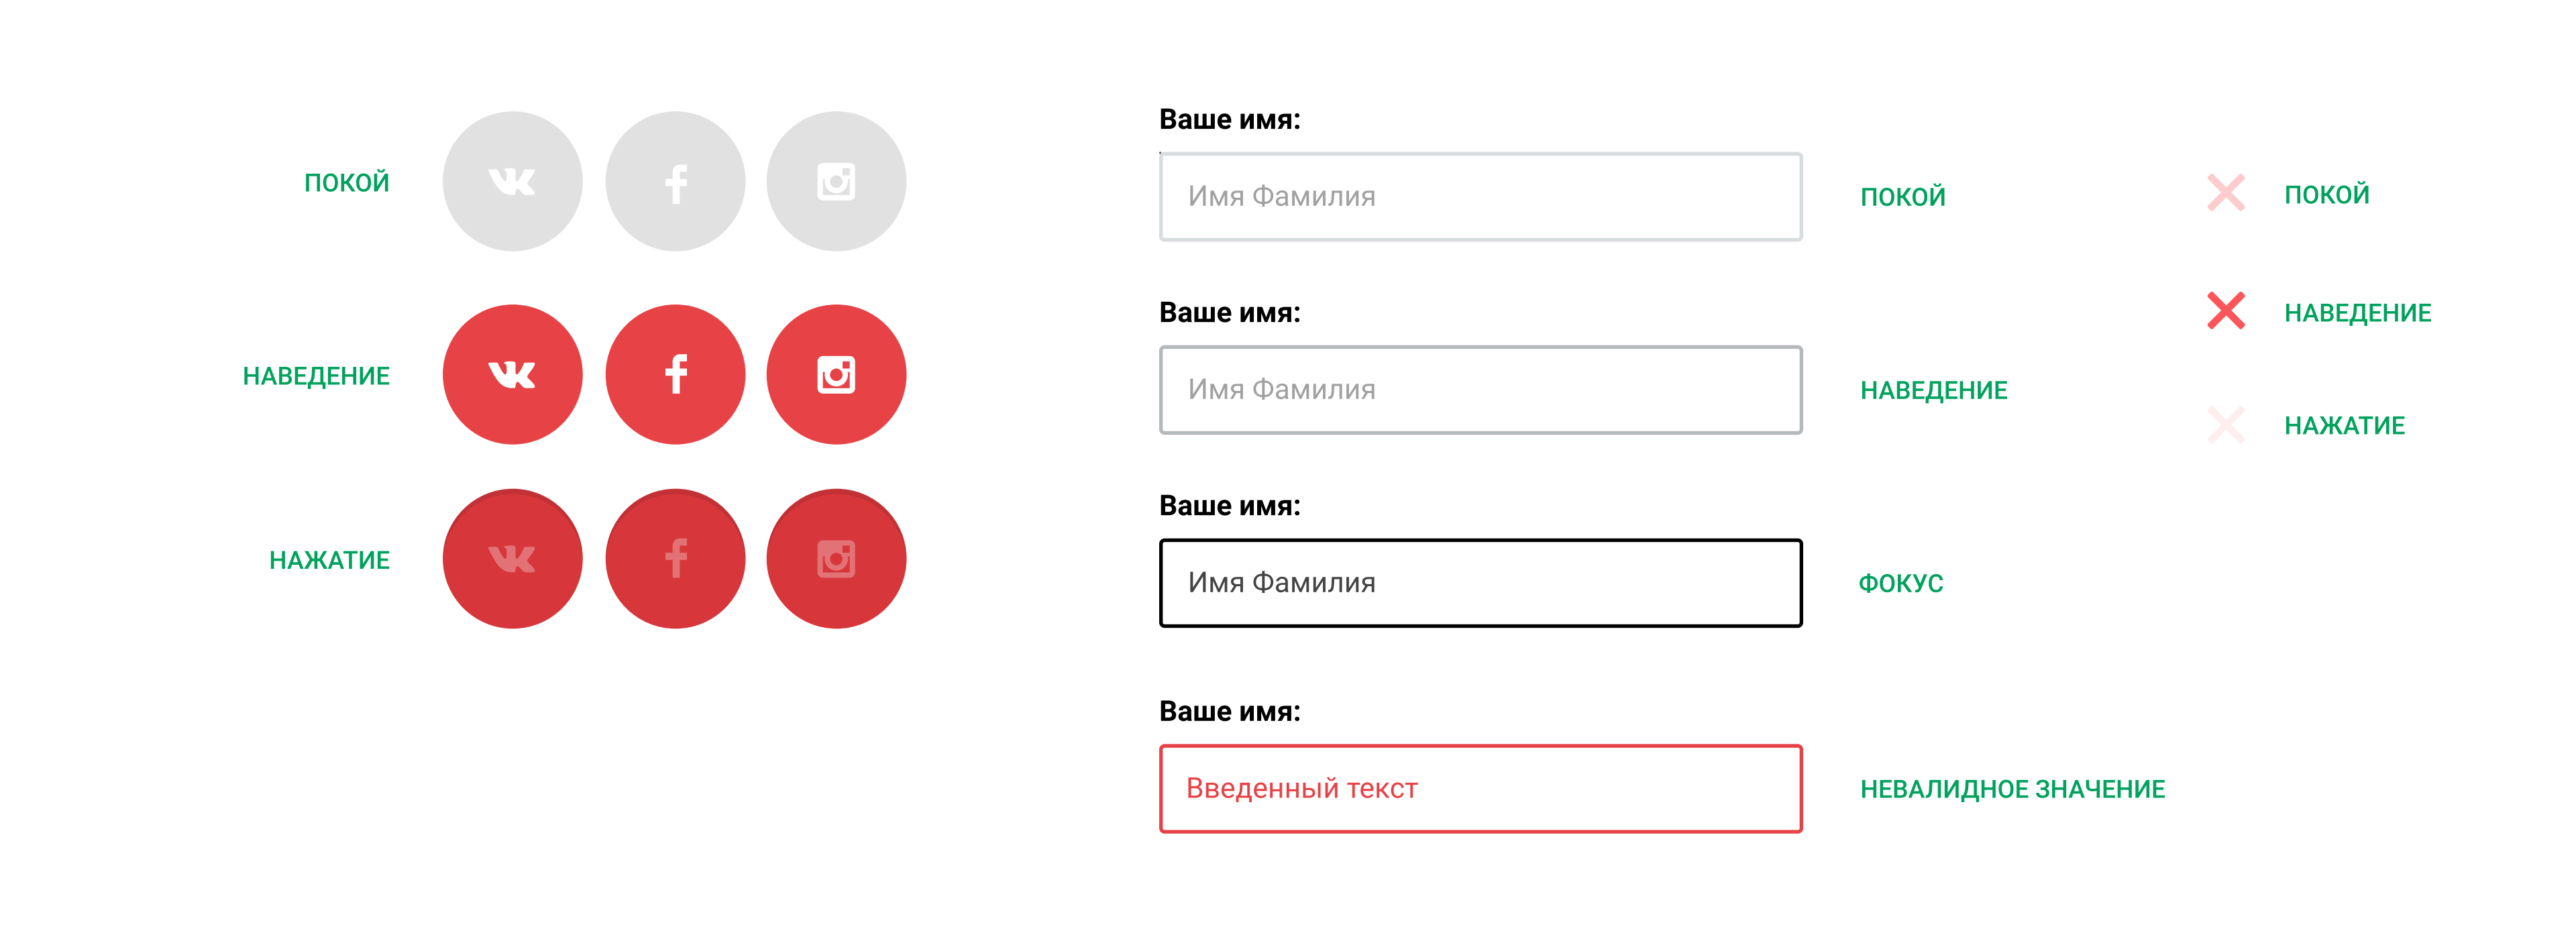 ПОКОЙ
НАВЕДЕНИЕ
НАЖАТИЕ
Ваше имя:
Имя Фамилия
ПОКОЙ
Ваше имя:
Имя Фамилия
НАВЕДЕНИЕ
Ваше имя:
Имя Фамилия
ФОКУС
Ваше имя:
Введенный текст
НЕВАЛИДНОЕ ЗНАЧЕНИЕ
ПОКОЙ
НАВЕДЕНИЕ
НАЖАТИЕ